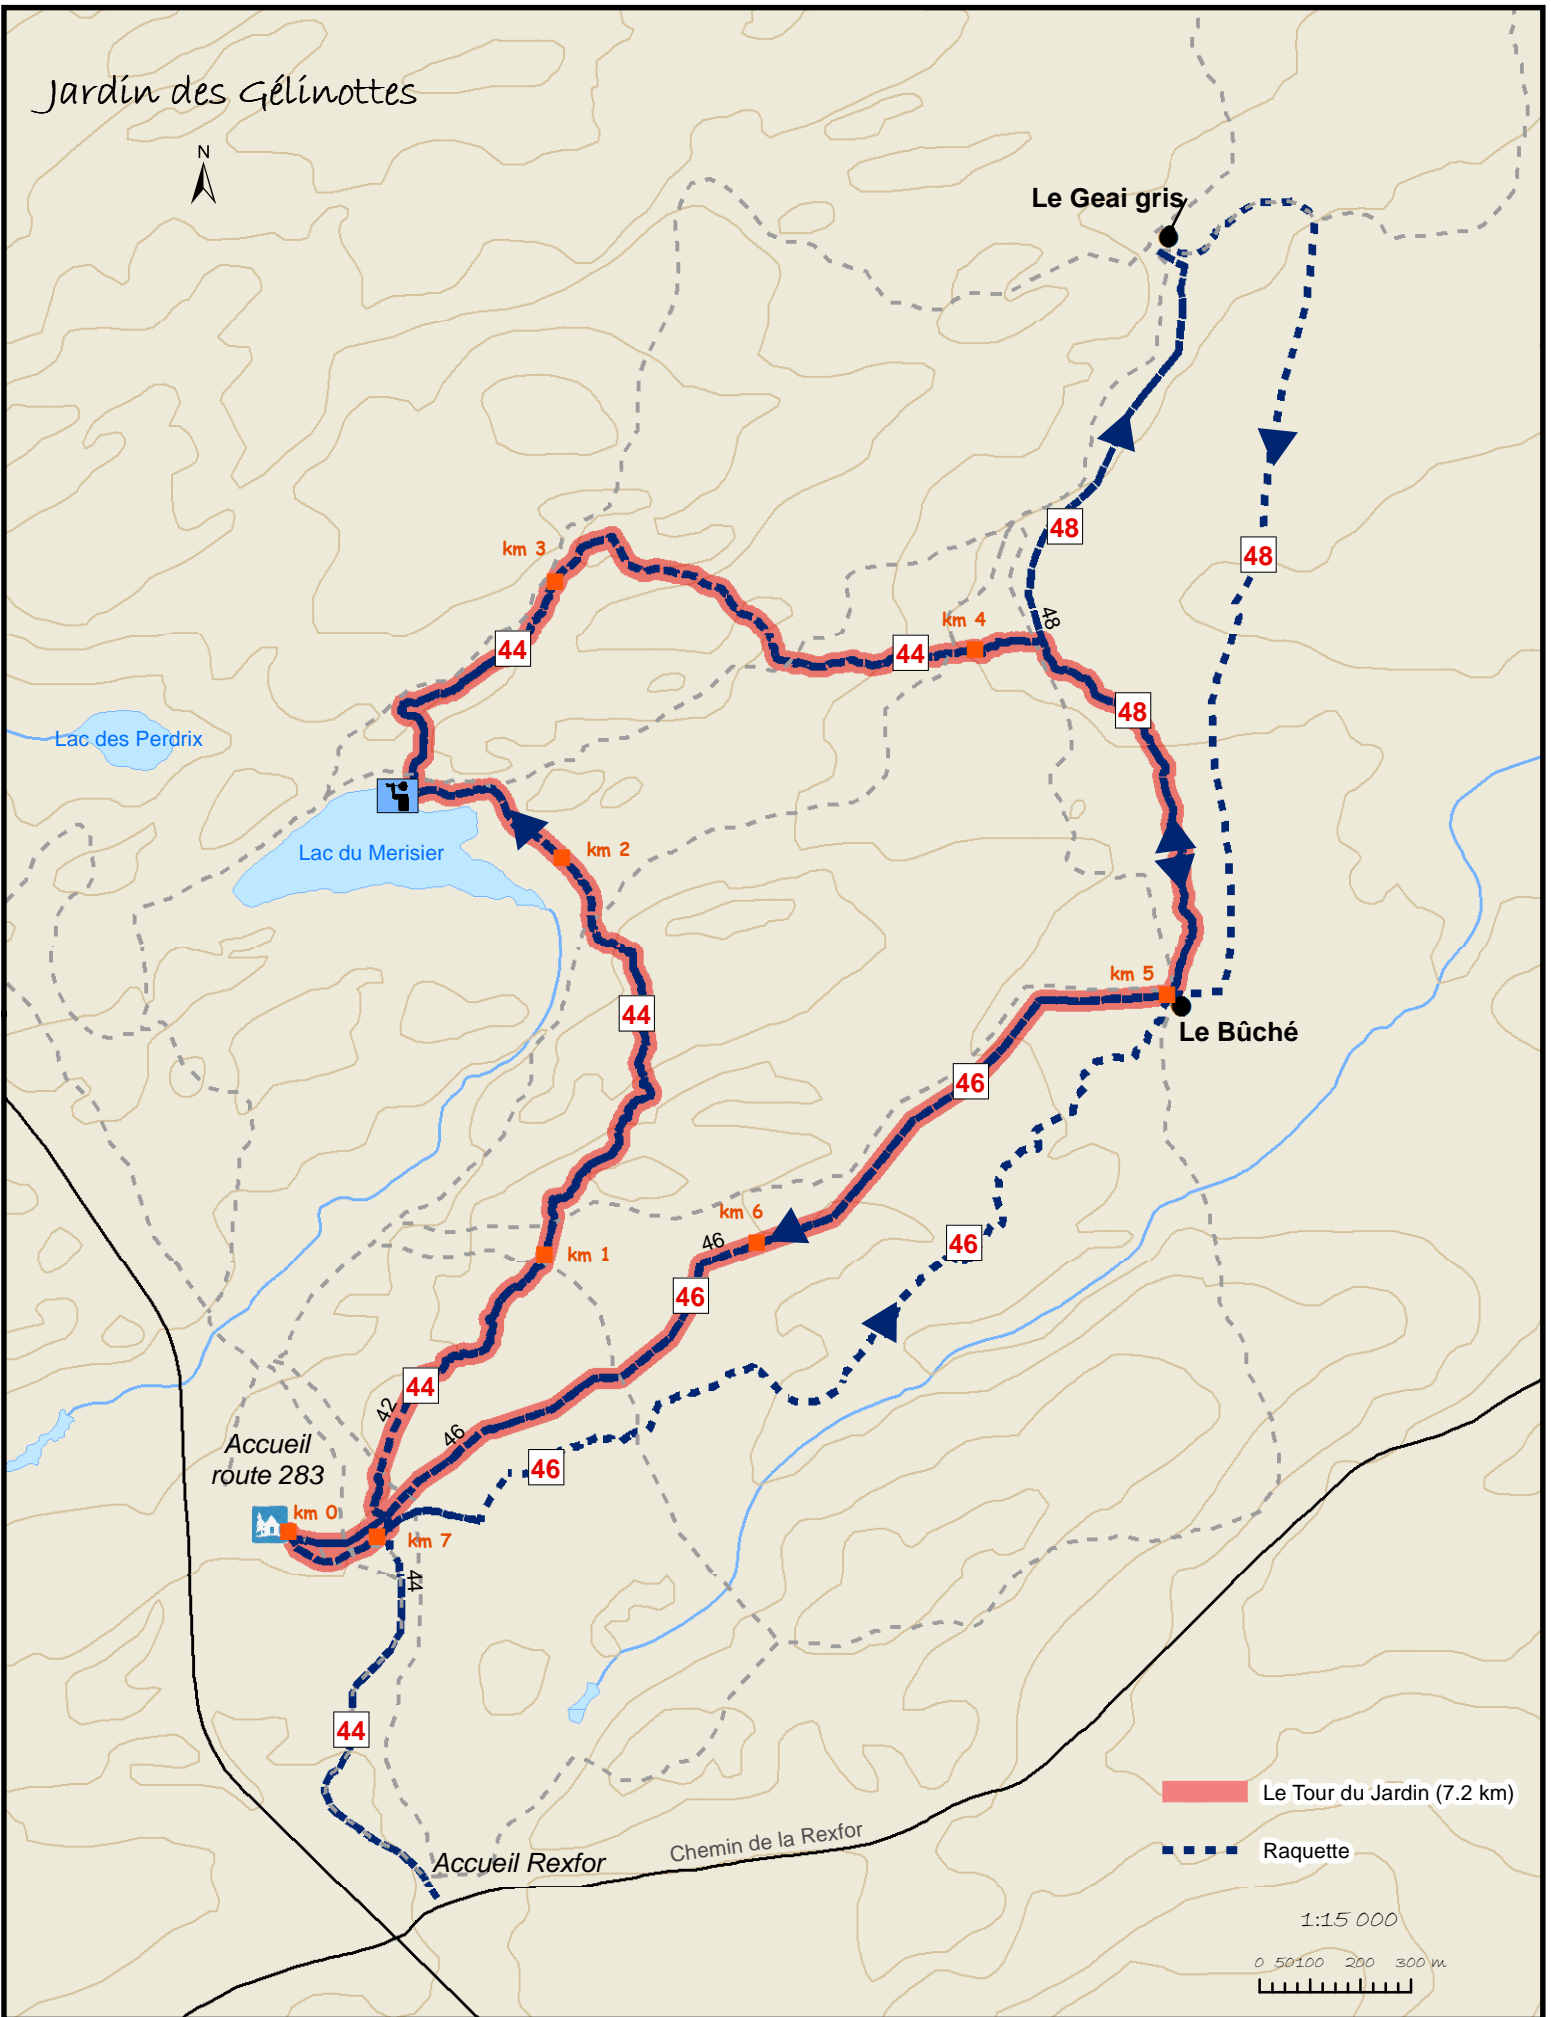 Jardin des Gélinottes
N
Le Geai gris
48
km 3
48
48
km 4
44
44
48
Lac des Perdrix
Lac du Merisier
km 2
km 5
44
Le Bûché
46
km 6
46
46
km 1
46
44
42
46
Accueil
route 283
46
km 0
km 7
44
44
Le Tour du Jardin (7.2 km)
Chemin de la Rexfor
Raquette
Accueil Rexfor
1:15 000
0 50100 200 300 m